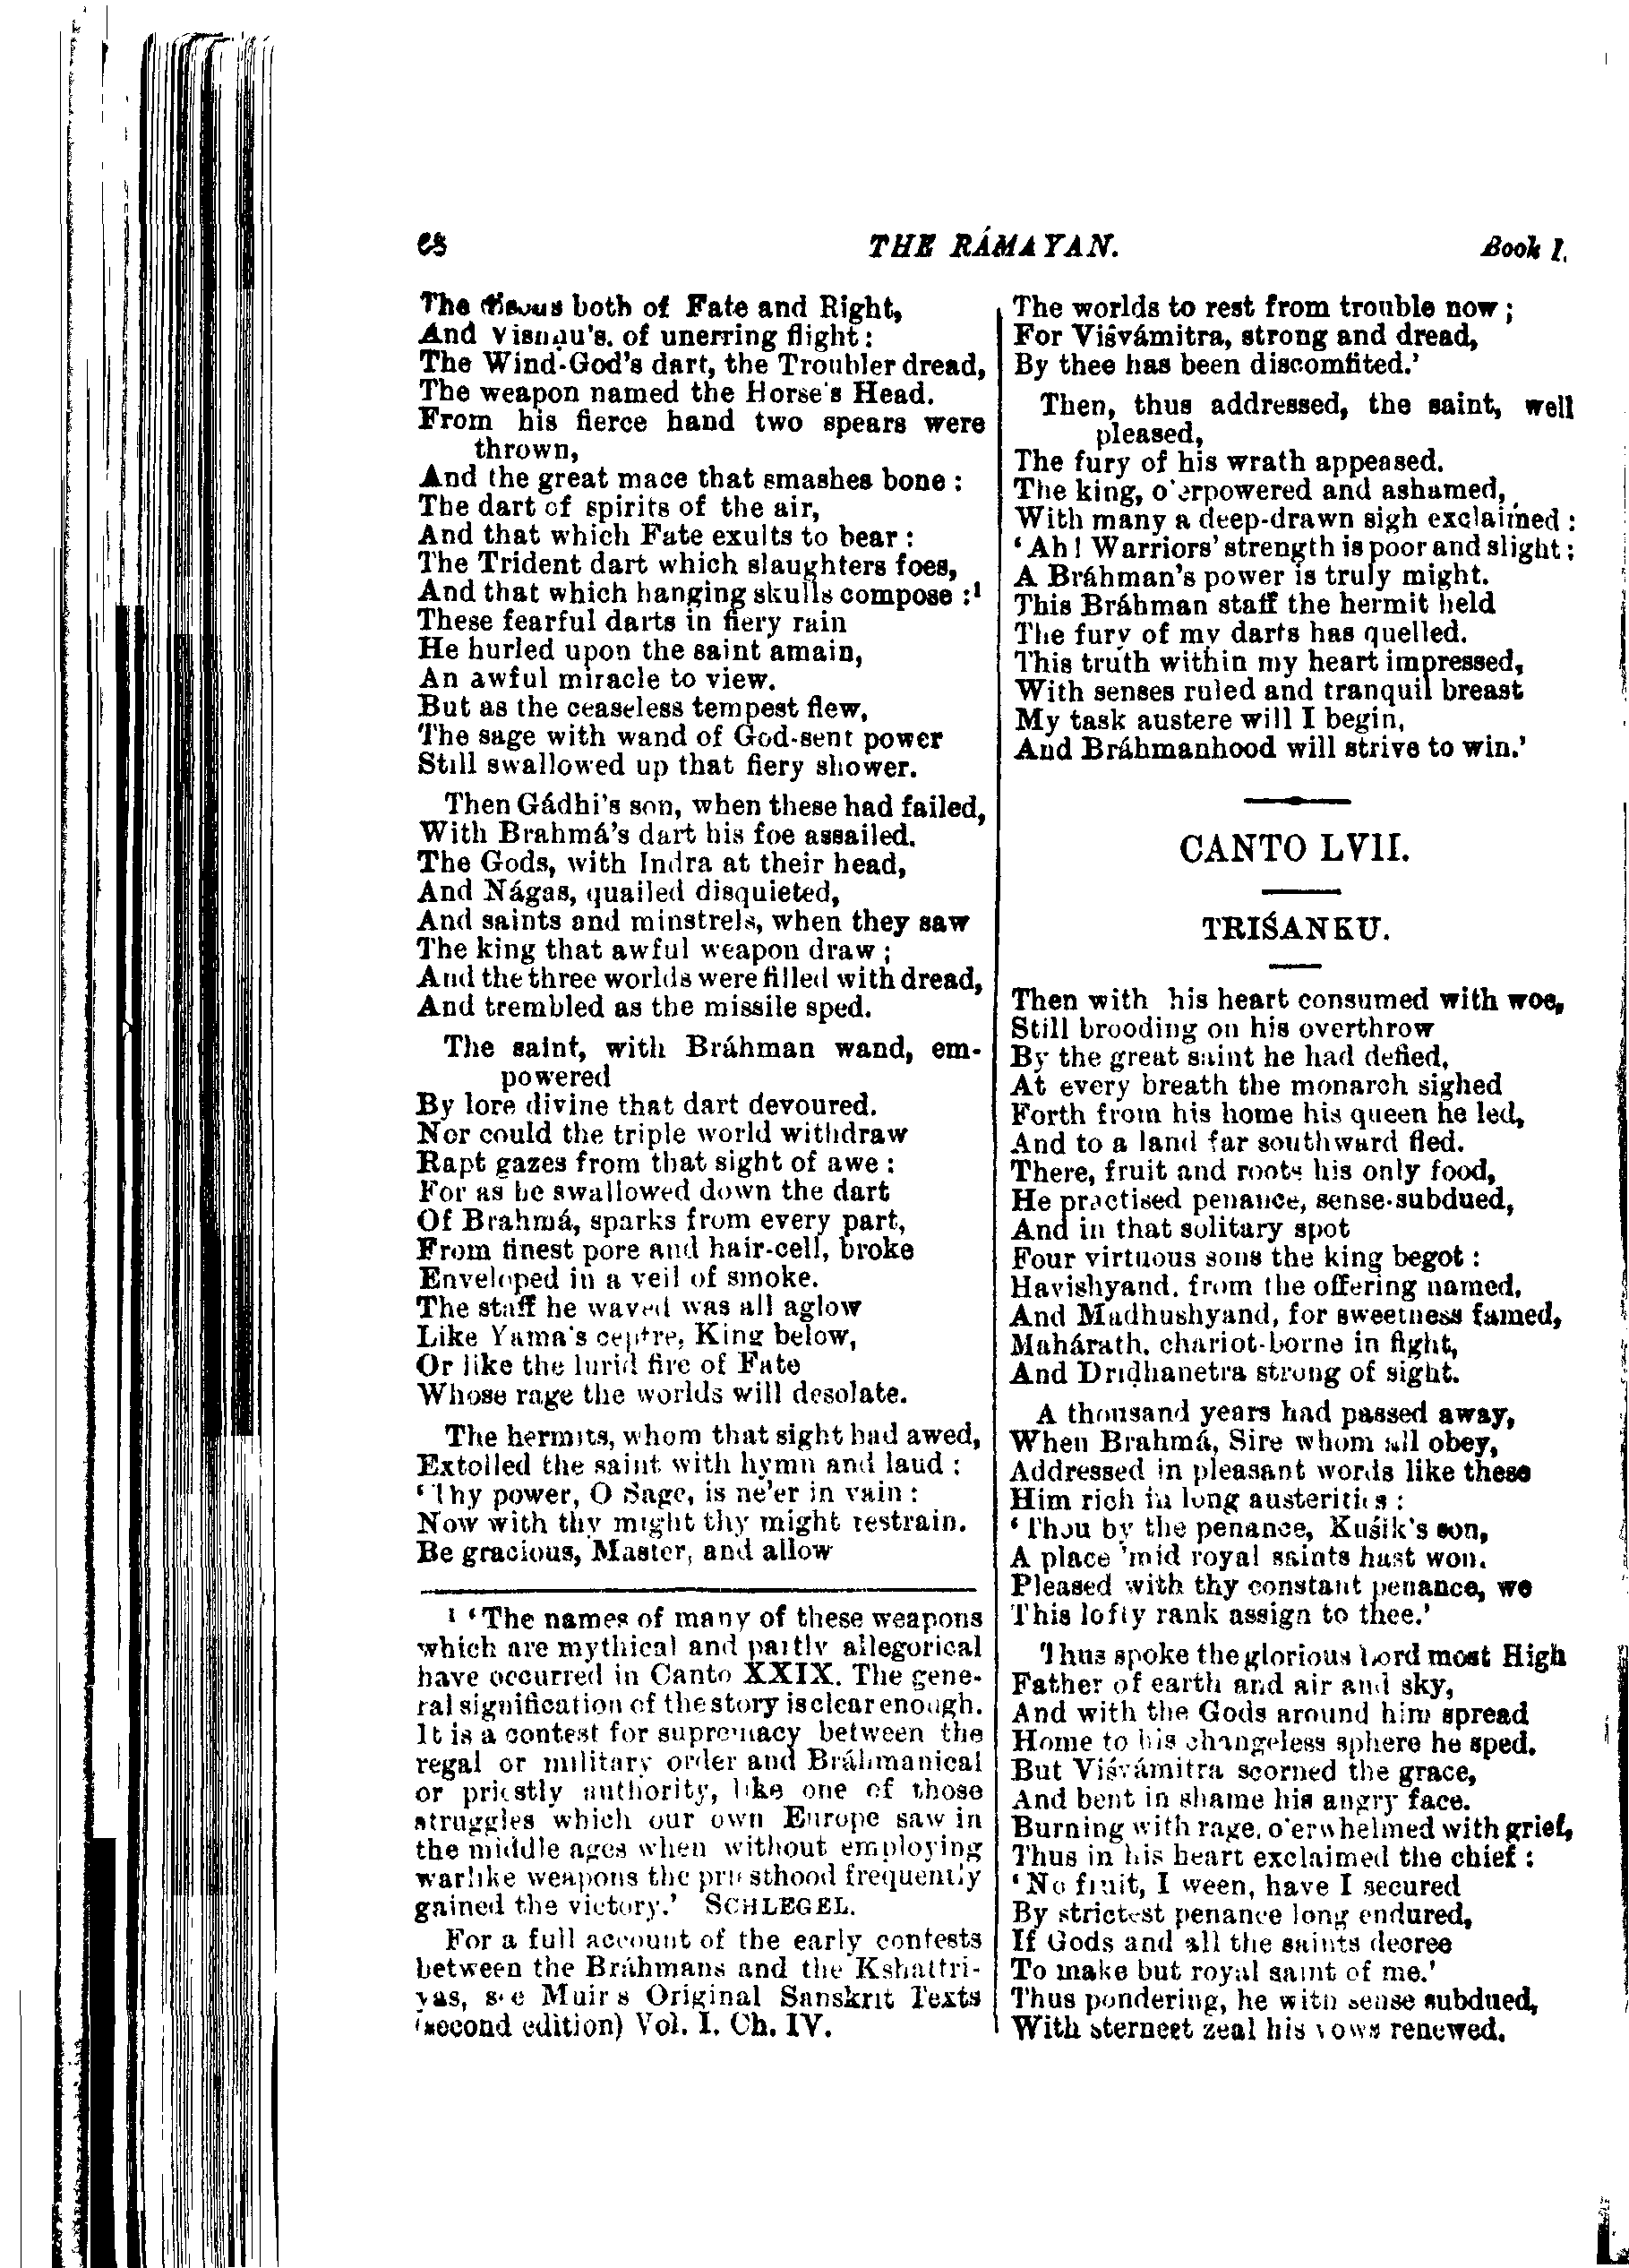 THE RÁMAYAN.
Book I.
The both of Fate and Right,
And Vishṇu's, of unerring flight:
The Wind-God's dart, the Troubler dread,
The weapon named the Horse's Head.
From his fierce hand two spears were
thrown,
And the great mace that smashes bone:
The dart of spirits of the air,
And that which Fate exults to bear:
The Trident dart which slaughters foes,
And that which hanging skulls compose:¹
These fearful darts in fiery rain
He hurled upon the saint amain,
An awful miracle to view.
But as the ceaseless tempest flew,
The sage with wand of God-sent power
Still swallowed up that fiery shower.
Then Gádhi's son, when these had failed,
With Brahmá's dart his foe assailed.
The Gods, with Indra at their head,
And Nágas, quailed disquieted,
And saints and minstrels, when they saw
The king that awful weapon draw;
And the three worlds were filled with dread,
And trembled as the missile sped.
The saint, with Bráhman wand, em-
powered
By lore divine that dart devoured.
Nor could the triple world withdraw
Rapt gazes from that sight of awe:
For as he swallowed down the dart
Of Brahmá, sparks from every part,
From finest pore and hair-cell, broke
Enveloped in a veil of smoke.
The staff he waved was all aglow
Like Yama's ceptre, King below,
Or like the lurid fire of Fate
Whose rage the worlds will desolate.
The hermits, whom that sight had awed,
Extolled the saint with hymn and laud:
'Thy power, O Sage, is ne'er in vain:
Now with thy might thy might restrain.
Be gracious, Master, and allow
¹ 'The names of many of these weapons
which are mythical and partly allegorical
have occurred in Canto XXIX. The gene-
ral signification of the story is clear enough.
It is a contest for supremacy between the
regal or military order and Bráhmanical
or priestly authority, like one of those
struggles which our own Europe saw in
the middle ages when without employing
warlike weapons the priesthood frequently
gained the victory.' SCHLEGEL.
For a full account of the early contests
between the Bráhmans and the Kshattri-
yas, see Muir's Original Sanskrit Texts
(second edition) Vol. I. Ch. IV.
The worlds to rest from trouble now;
For Viśvámitra, strong and dread,
By thee has been discomfited.'
Then, thus addressed, the saint, well
pleased,
The fury of his wrath appeased.
The king, o'erpowered and ashamed,
With many a deep-drawn sigh exclaimed:
'Ah! Warriors' strength is poor and slight;
A Bráhman's power is truly might.
This Bráhman staff the hermit held
The fury of my darts has quelled.
This truth within my heart impressed,
With senses ruled and tranquil breast
My task austere will I begin,
And Bráhmanhood will strive to win.'
CANTO LVII.
TRIŚANKU.
Then with his heart consumed with woe,
Still brooding on his overthrow
By the great saint he had defied,
At every breath the monarch sighed
Forth from his home his queen he led,
And to a land far southward fled.
There, fruit and roots his only food,
He practised penance, sense-subdued,
And in that solitary spot
Four virtuous sons the king begot:
Havishyand, from the offering named,
And Madhushyand, for sweetness famed,
Mahárath, chariot-borne in fight,
And Driḍhanetra strong of sight.
A thousand years had passed away,
When Brahmá, Sire whom all obey,
Addressed in pleasant words like these
Him rich in long austerities:
'Thou by the penance, Kuśik's son,
A place 'mid royal saints hast won.
Pleased with thy constant penance, we
This lofty rank assign to thee.'
Thus spoke the glorious Lord most High
Father of earth and air and sky,
And with the Gods around him spread
Home to his changeless sphere he sped.
But Viśvámitra scorned the grace,
And bent in shame his angry face.
Burning with rage, o'erwhelmed with grief,
Thus in his heart exclaimed the chief:
'No fruit, I ween, have I secured
By strictest penance long endured,
If Gods and all the saints decree
To make but royal saint of me.'
Thus pondering, he with sense subdued,
With sternest zeal his vows renewed.